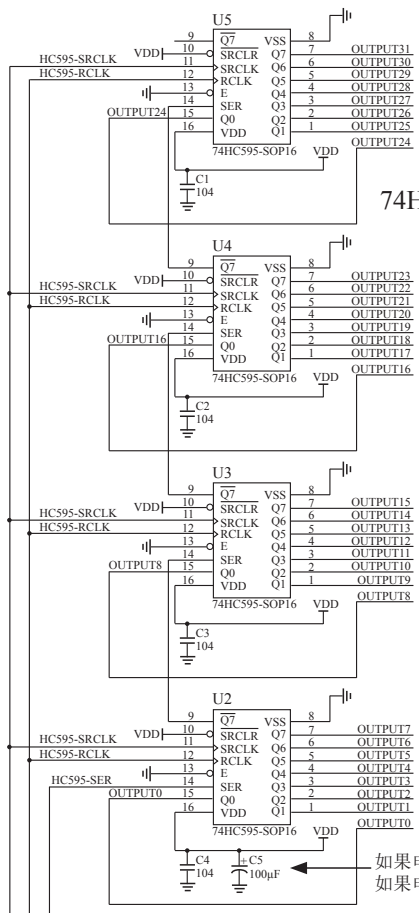 U5
9 Q7 VSS 8
VDD 10 SRCLR Q7 7 OUTPUT31
HC595-SRCLK 11 SRCLK Q6 6 OUTPUT30
HC595-RCLK 12 RCLK Q5 5 OUTPUT29
13 E Q4 4 OUTPUT28
14 SER Q3 3 OUTPUT27
OUTPUT24 15 Q0 Q2 2 OUTPUT26
16 VDD Q1 1 OUTPUT25
OUTPUT24
74HC595-SOP16 VDD
C1
104
74H
U4
9 Q7 VSS 8
VDD 10 SRCLR Q7 7 OUTPUT23
HC595-SRCLK 11 SRCLK Q6 6 OUTPUT22
HC595-RCLK 12 RCLK Q5 5 OUTPUT21
13 E Q4 4 OUTPUT20
14 SER Q3 3 OUTPUT19
OUTPUT16 15 Q0 Q2 2 OUTPUT18
16 VDD Q1 1 OUTPUT17
OUTPUT16
74HC595-SOP16 VDD
C2
104
U3
9 Q7 VSS 8
VDD 10 SRCLR Q7 7 OUTPUT15
HC595-SRCLK 11 SRCLK Q6 6 OUTPUT14
HC595-RCLK 12 RCLK Q5 5 OUTPUT13
13 E Q4 4 OUTPUT12
14 SER Q3 3 OUTPUT11
OUTPUT8 15 Q0 Q2 2 OUTPUT10
16 VDD Q1 1 OUTPUT9
OUTPUT8
74HC595-SOP16 VDD
C3
104
U2
9 Q7 VSS 8
VDD 10 SRCLR Q7 7 OUTPUT7
HC595-SRCLK 11 SRCLK Q6 6 OUTPUT6
HC595-RCLK 12 RCLK Q5 5 OUTPUT5
13 E Q4 4 OUTPUT4
HC595-SER 14 SER Q3 3 OUTPUT3
OUTPUT0 15 Q0 Q2 2 OUTPUT2
16 VDD Q1 1 OUTPUT1
OUTPUT0
74HC595-SOP16 VDD
C4
104
+ C5
100μF
如果
如果